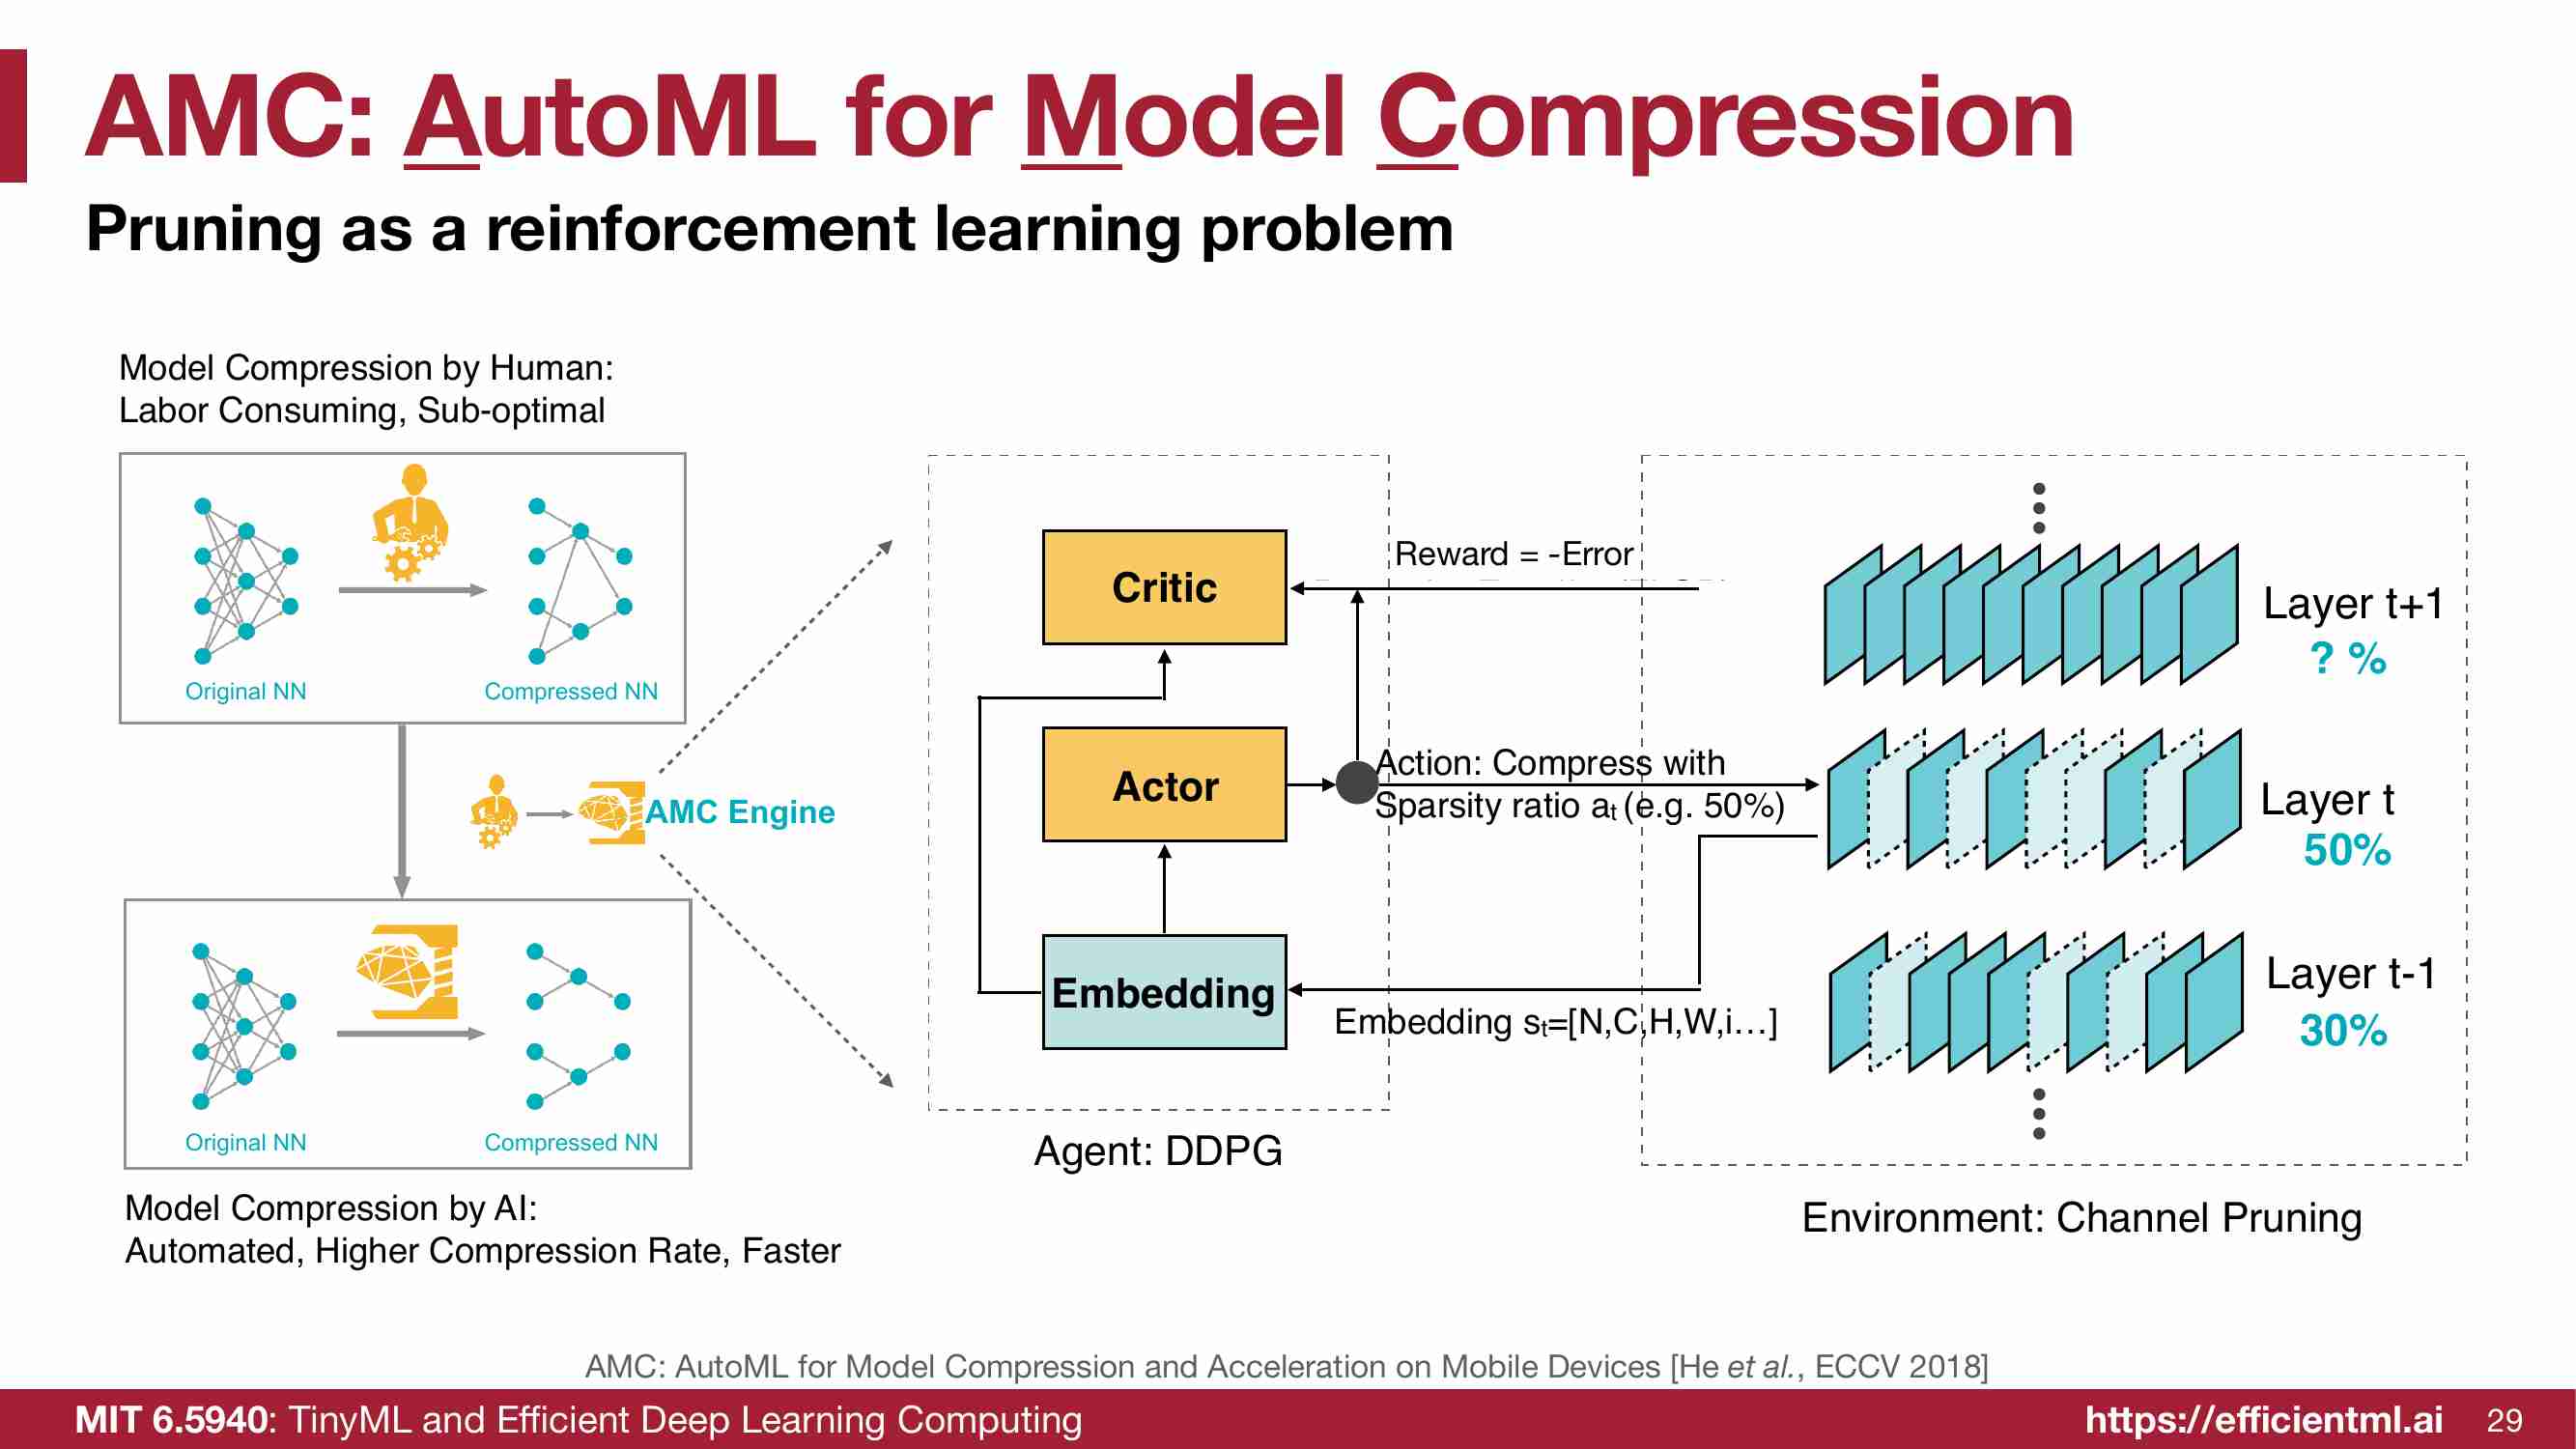 AMC: AutoML for Model Compression
Pruning as a reinforcement learning problem
Model Compression by Human:
Labor Consuming, Sub-optimal
Original NN
Compressed NN
AMC Engine
Original NN
Compressed NN
Model Compression by AI:
Automated, Higher Compression Rate, Faster
Critic
Actor
Embedding
Agent: DDPG
Reward = -Error
Action: Compress with
Sparsity ratio at (e.g. 50%)
Embedding st=[N,C,H,W,i…]
Layer t+1
? %
Layer t
50%
Layer t-1
30%
Environment: Channel Pruning
AMC: AutoML for Model Compression and Acceleration on Mobile Devices [He et al., ECCV 2018]
MIT 6.5940: TinyML and Efficient Deep Learning Computing
https://efficientml.ai
29